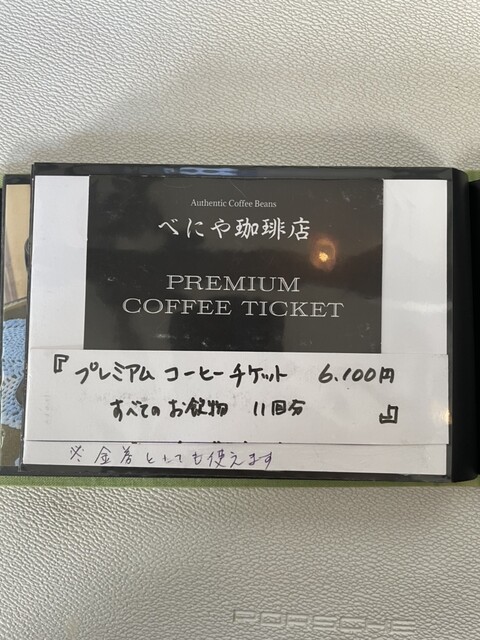 Authentic Coffee Beans
べにや珈琲店
PREMIUM
COFFEE TICKET
『プレミアム コーヒーチケット 6.100円
すべてのお飲物 11回分 』
※金券としても使えます
PORSCHE